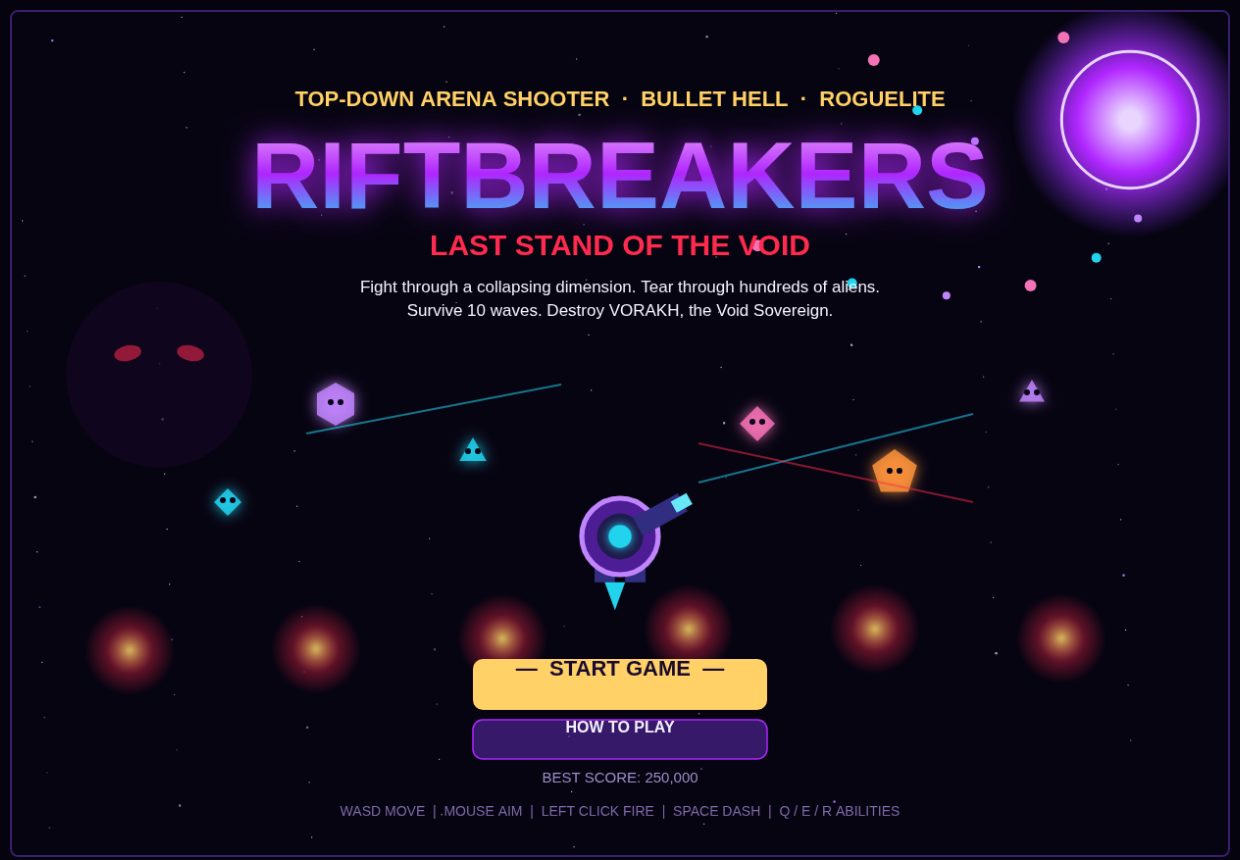 TOP-DOWN ARENA SHOOTER · BULLET HELL · ROGUELITE
RIFTBREAKERS
LAST STAND OF THE VOID
Fight through a collapsing dimension. Tear through hundreds of aliens.
Survive 10 waves. Destroy VORAKH, the Void Sovereign.
— START GAME —
HOW TO PLAY
BEST SCORE: 250,000
WASD MOVE | MOUSE AIM | LEFT CLICK FIRE | SPACE DASH | Q / E / R ABILITIES